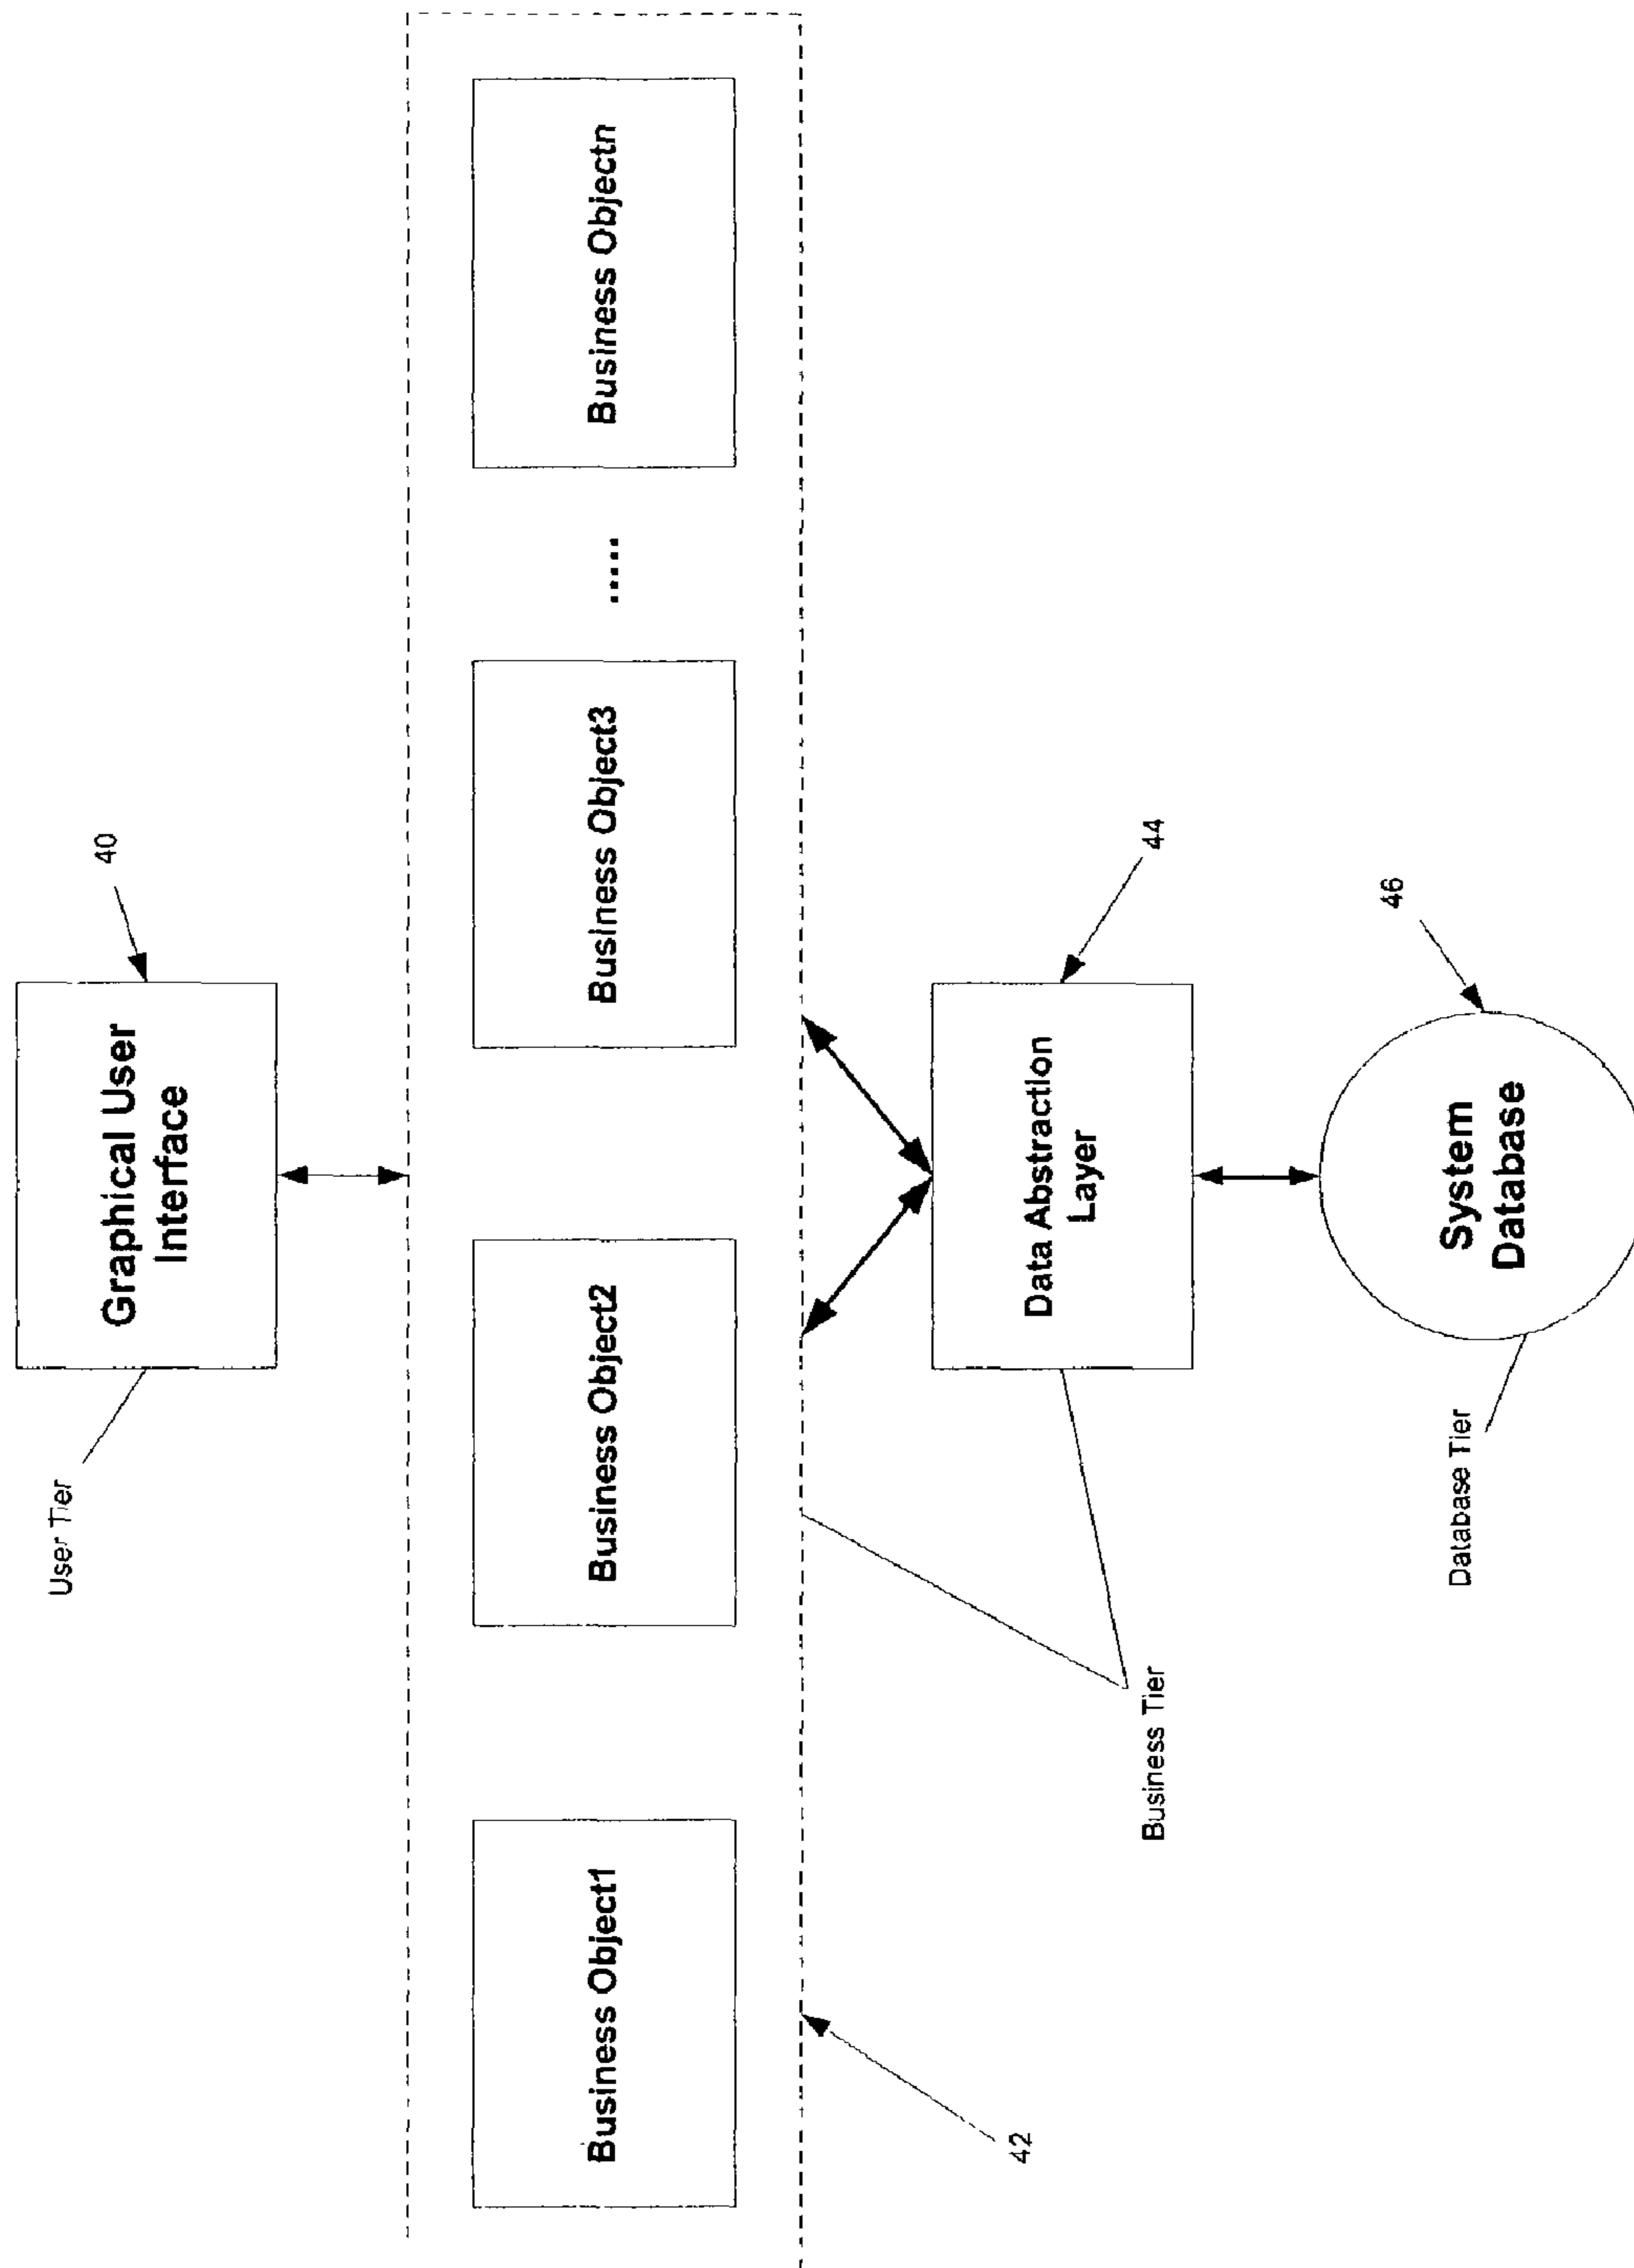 User Tier
Graphical User
Interface
40
Business Object1
Business Object2
Business Object3
.....
Business Objectn
42
Business Tier
Data Abstraction
Layer
44
Database Tier
System
Database
46